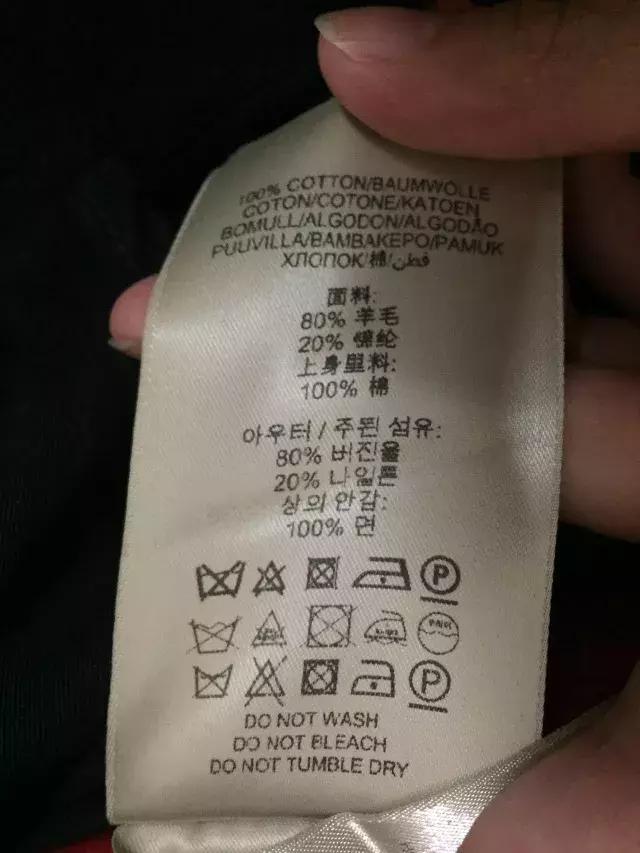 100% COTTON/BAUMWOLLE
COTON/COTONE/KATOEN
BOMULL/ALGODON/ALGODÃO
PUUVILLA/ΒΑΜΒΑΚΕΡΟ/PAMUK
ХЛОПОК/棉/قطن
面料:
80% 羊毛
20% 锦纶
上身里料:
100% 棉
아우터 / 주된 섬유:
80% 버진울
20% 나일론
상의 안감:
100% 면
P
P
DO NOT WASH
DO NOT BLEACH
DO NOT TUMBLE DRY